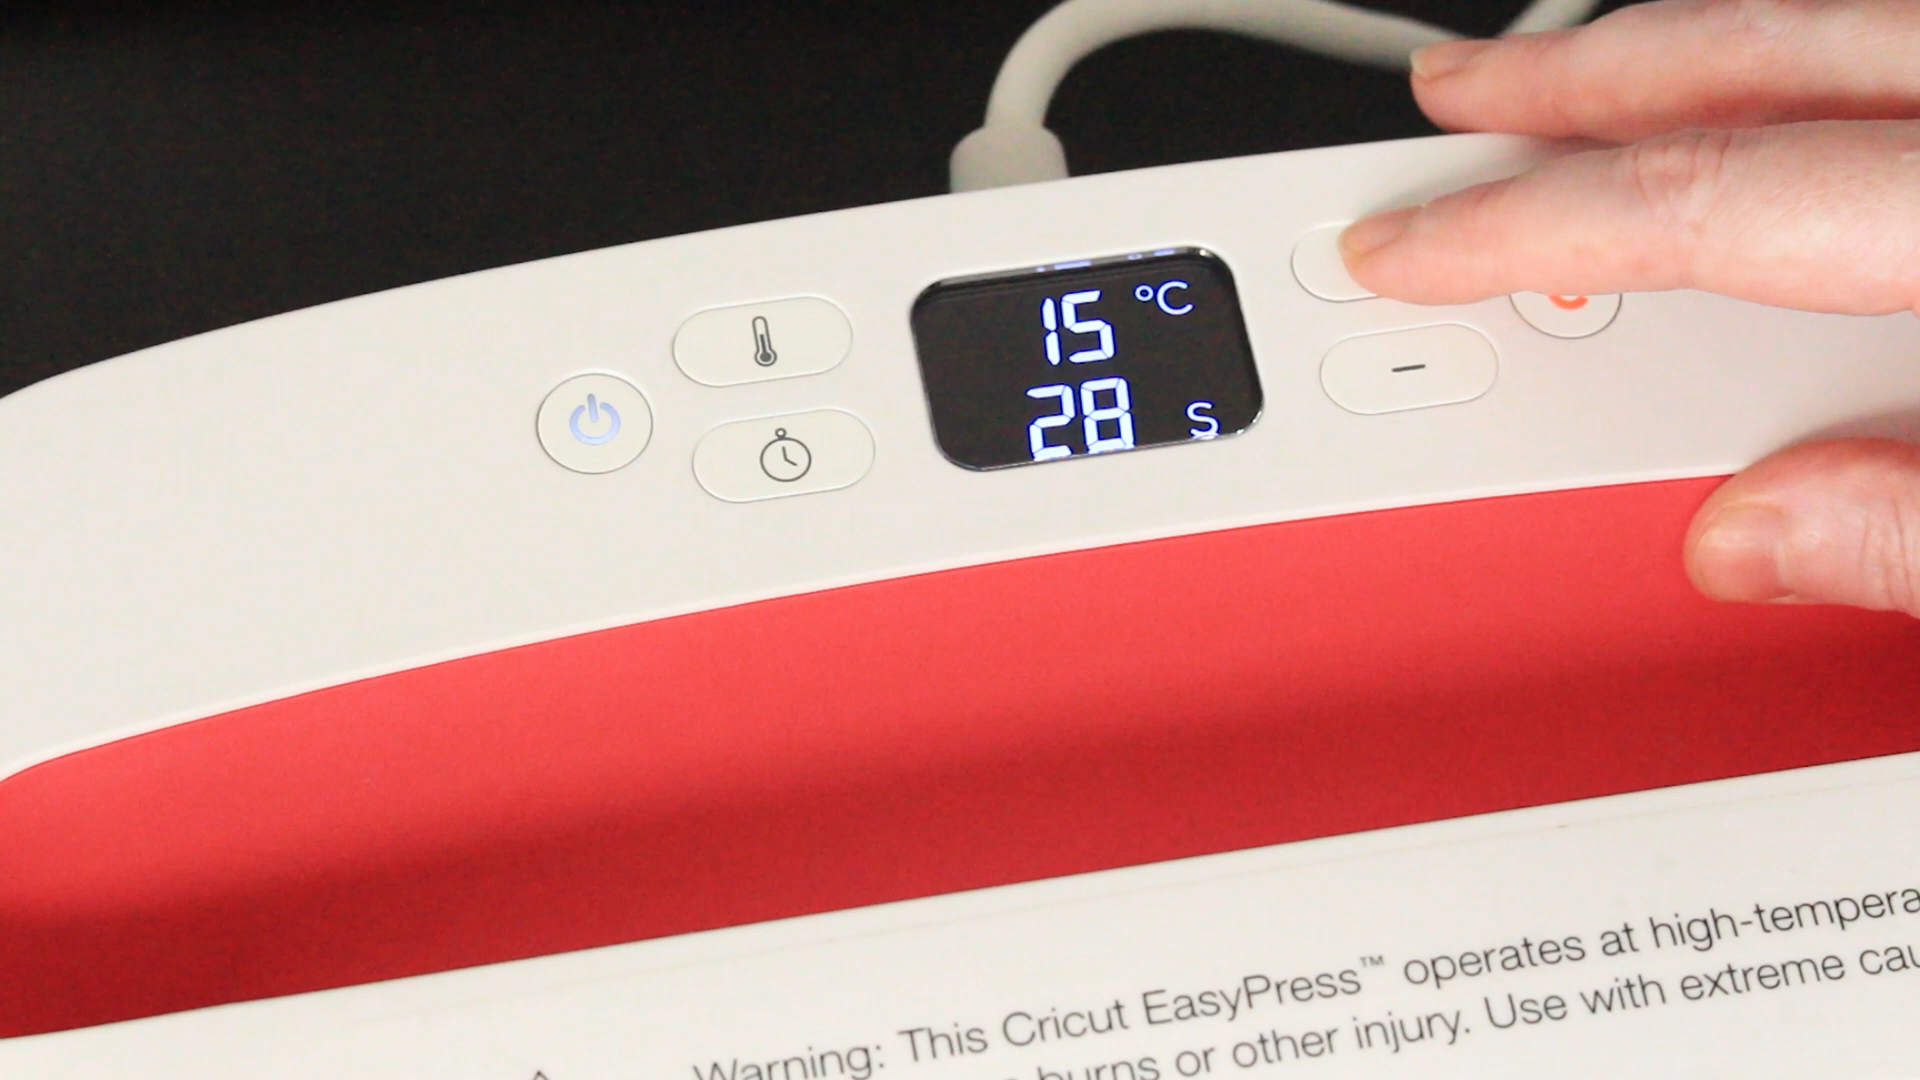 15 °C
28 S
−
Warning: This Cricut EasyPress™ operates at high-tempera
burns or other injury. Use with extreme cau